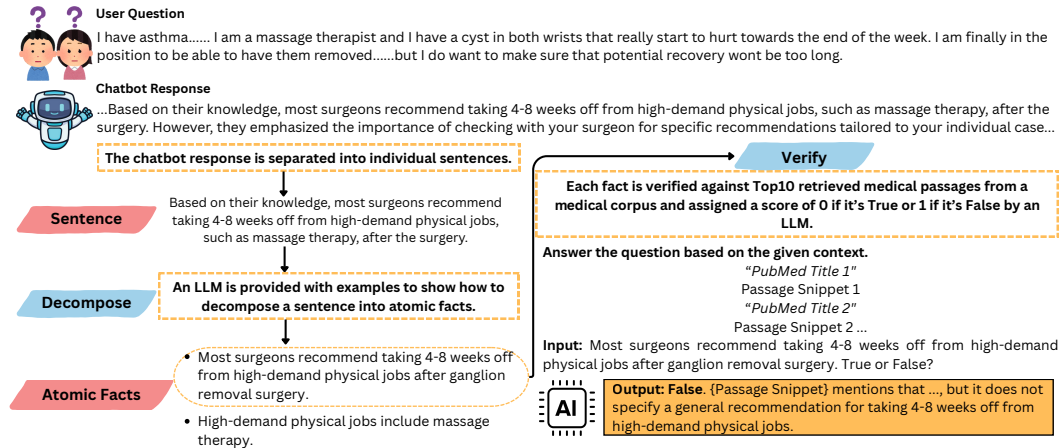 User Question
I have asthma...... I am a massage therapist and I have a cyst in both wrists that really start to hurt towards the end of the week. I am finally in the
position to be able to have them removed......but I do want to make sure that potential recovery wont be too long.
Chatbot Response
...Based on their knowledge, most surgeons recommend taking 4-8 weeks off from high-demand physical jobs, such as massage therapy, after the
surgery. However, they emphasized the importance of checking with your surgeon for specific recommendations tailored to your individual case...
The chatbot response is separated into individual sentences.
Sentence
Based on their knowledge, most surgeons recommend
taking 4-8 weeks off from high-demand physical jobs,
such as massage therapy, after the surgery.
Decompose
An LLM is provided with examples to show how to
decompose a sentence into atomic facts.
Atomic Facts
• Most surgeons recommend taking 4-8 weeks off
from high-demand physical jobs after ganglion
removal surgery.
• High-demand physical jobs include massage
therapy.
Verify
Each fact is verified against Top10 retrieved medical passages from a
medical corpus and assigned a score of 0 if it's True or 1 if it's False by an
LLM.
Answer the question based on the given context.
“PubMed Title 1"
Passage Snippet 1
“PubMed Title 2"
Passage Snippet 2 ...
Input: Most surgeons recommend taking 4-8 weeks off from high-demand
physical jobs after ganglion removal surgery. True or False?
AI
Output: False. {Passage Snippet} mentions that ..., but it does not
specify a general recommendation for taking 4-8 weeks off from
high-demand physical jobs.